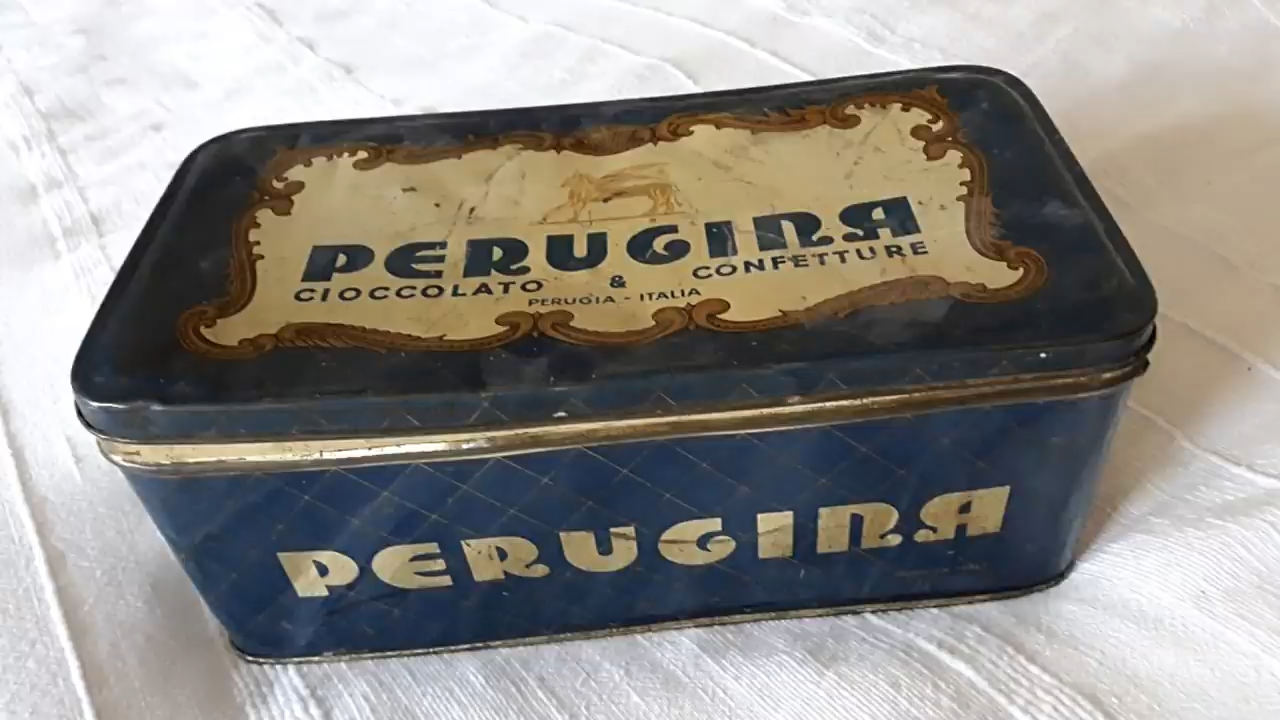 PERUGINA
CIOCCOLATO & CONFETTURE
PERUGIA - ITALIA
PERUGINA